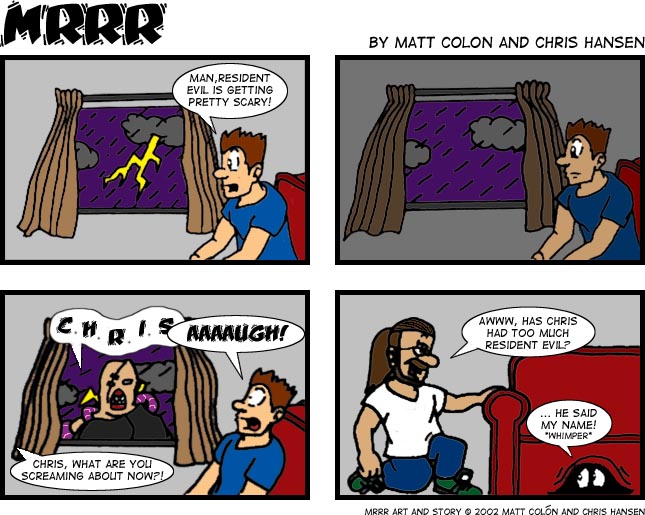 MRRR
BY MATT COLON AND CHRIS HANSEN
MAN,RESIDENT
EVIL IS GETTING
PRETTY SCARY!
C.H.R.I.S
AAAAUGH!
CHRIS, WHAT ARE YOU
SCREAMING ABOUT NOW?!
AWWW, HAS CHRIS
HAD TOO MUCH
RESIDENT EVIL?
... HE SAID
MY NAME!
*WHIMPER*
MRRR ART AND STORY © 2002 MATT COLÓN AND CHRIS HANSEN